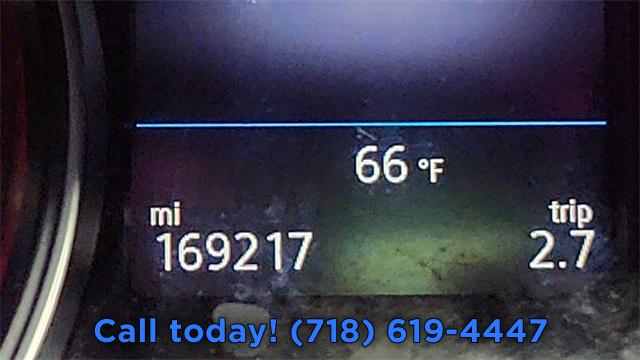 66 °F
mi trip
169217 2.7
Call today! (718) 619-4447